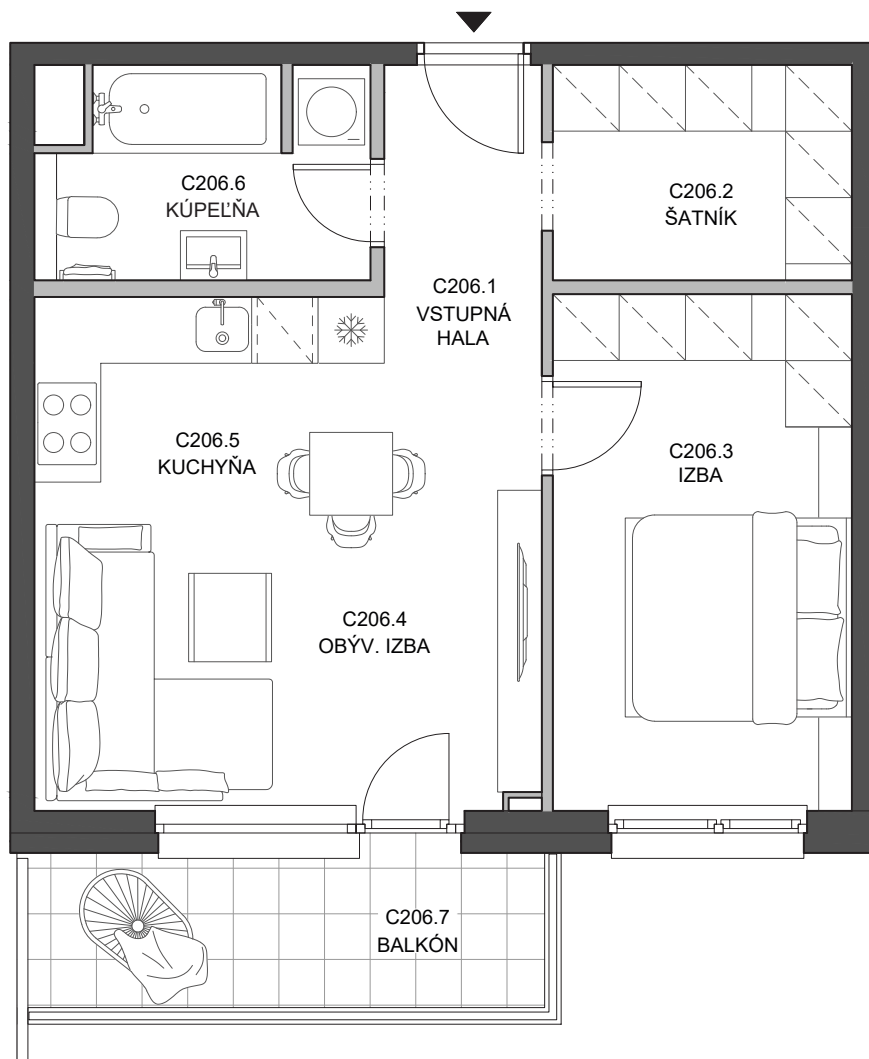 C206.6
KÚPEĽŇA
C206.2
ŠATNÍK
C206.1
VSTUPNÁ
HALA
C206.5
KUCHYŇA
C206.3
IZBA
C206.4
OBÝV. IZBA
C206.7
BALKÓN